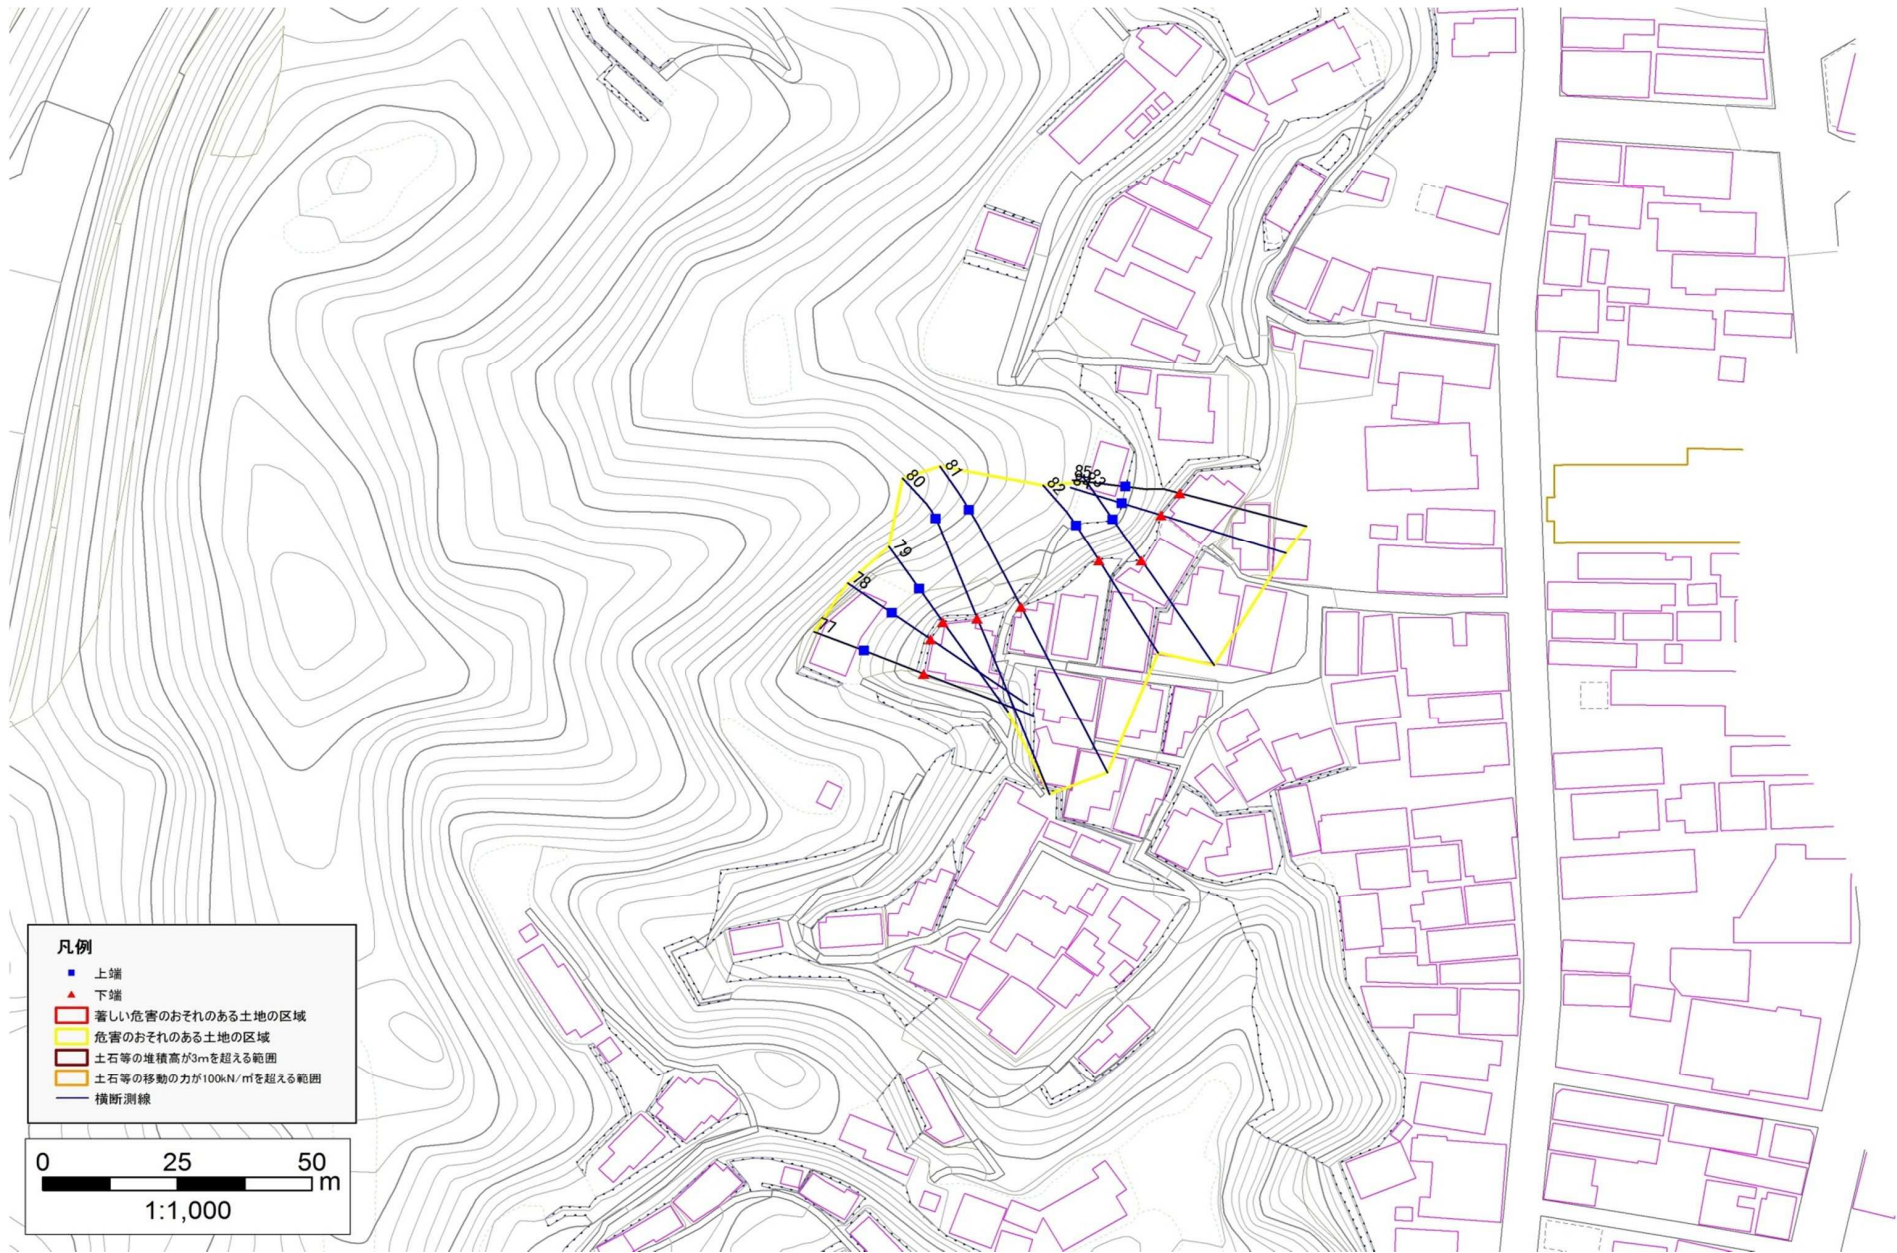 81
80
82
79
78
77
凡例
上端
下端
著しい危害のおそれのある土地の区域
危害のおそれのある土地の区域
土石等の堆積高が3mを超える範囲
土石等の移動の力が100kN/㎡を超える範囲
横断測線
0 25 50
m
1:1,000